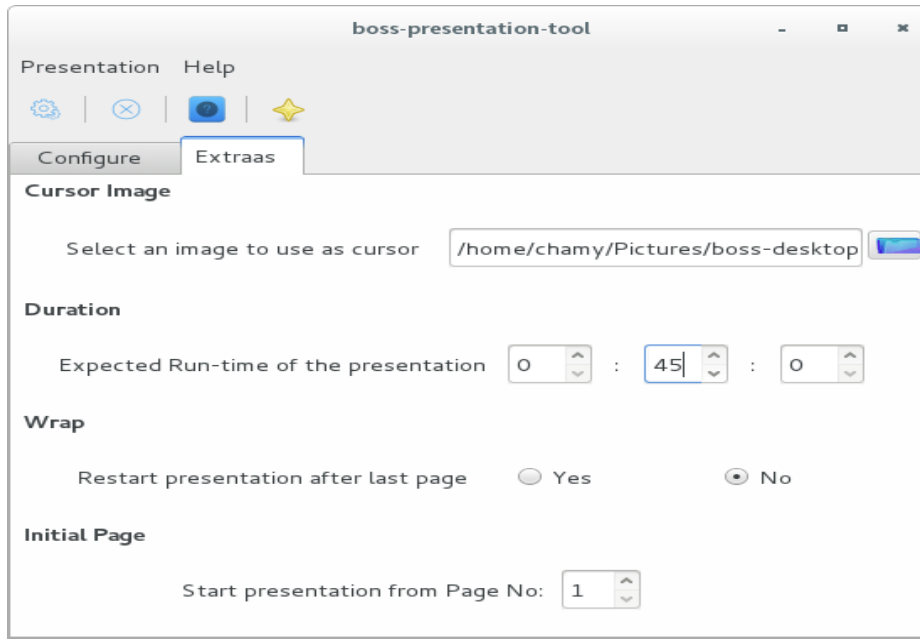 boss-presentation-tool
Presentation Help
?
Configure Extraas
Cursor Image
Select an image to use as cursor /home/chamy/Pictures/boss-desktop
Duration
Expected Run-time of the presentation 0 : 45 : 0
Wrap
Restart presentation after last page Yes No
Initial Page
Start presentation from Page No: 1